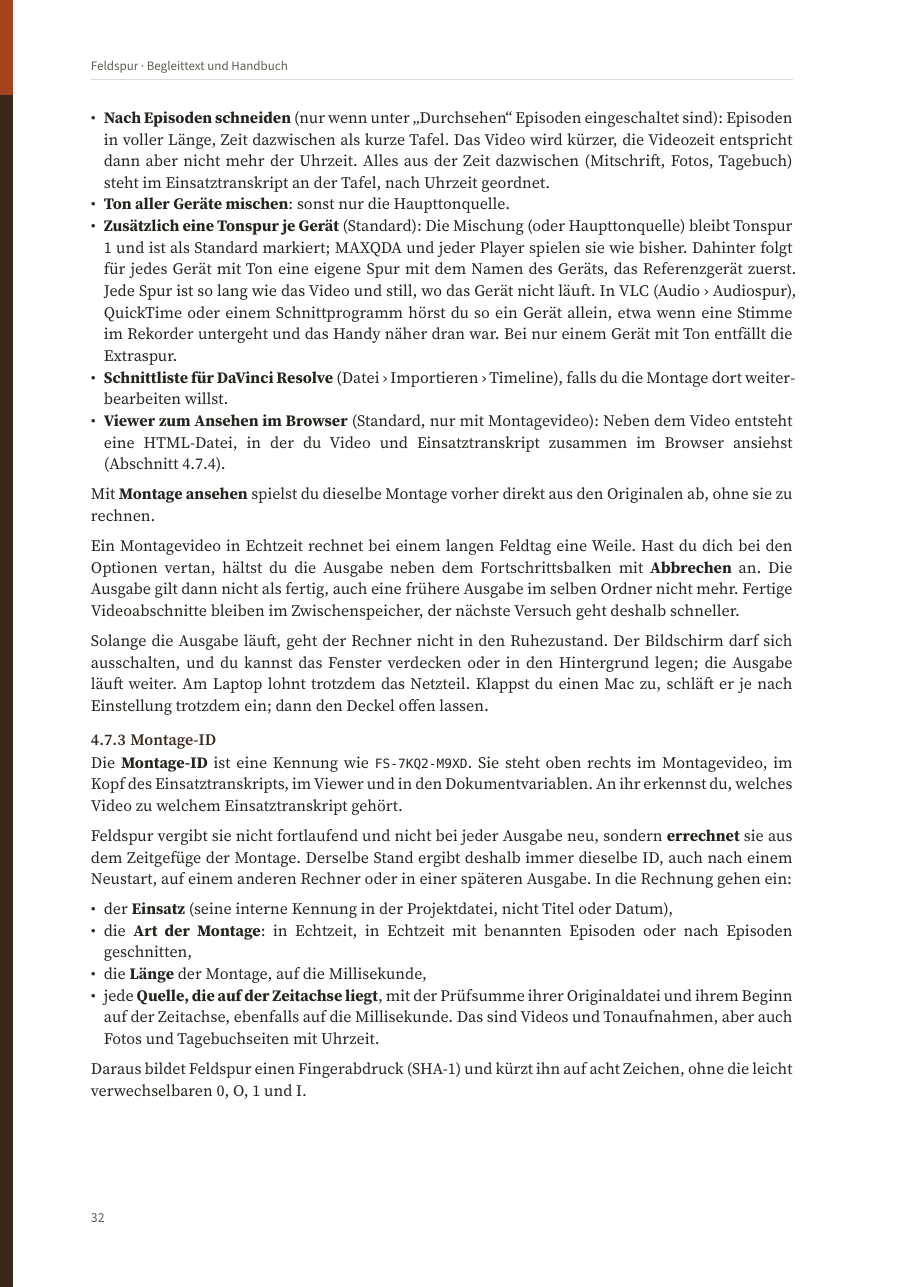 Feldspur · Begleittext und Handbuch
• Nach Episoden schneiden (nur wenn unter „Durchsehen“ Episoden eingeschaltet sind): Episoden
in voller Länge, Zeit dazwischen als kurze Tafel. Das Video wird kürzer, die Videozeit entspricht
dann aber nicht mehr der Uhrzeit. Alles aus der Zeit dazwischen (Mitschrift, Fotos, Tagebuch)
steht im Einsatztranskript an der Tafel, nach Uhrzeit geordnet.
• Ton aller Geräte mischen: sonst nur die Haupttonquelle.
• Zusätzlich eine Tonspur je Gerät (Standard): Die Mischung (oder Haupttonquelle) bleibt Tonspur
1 und ist als Standard markiert; MAXQDA und jeder Player spielen sie wie bisher. Dahinter folgt
für jedes Gerät mit Ton eine eigene Spur mit dem Namen des Geräts, das Referenzgerät zuerst.
Jede Spur ist so lang wie das Video und still, wo das Gerät nicht läuft. In VLC (Audio › Audiospur),
QuickTime oder einem Schnittprogramm hörst du so ein Gerät allein, etwa wenn eine Stimme
im Rekorder untergeht und das Handy näher dran war. Bei nur einem Gerät mit Ton entfällt die
Extraspur.
• Schnittliste für DaVinci Resolve (Datei › Importieren › Timeline), falls du die Montage dort weiter-
bearbeiten willst.
• Viewer zum Ansehen im Browser (Standard, nur mit Montagevideo): Neben dem Video entsteht
eine HTML-Datei, in der du Video und Einsatztranskript zusammen im Browser ansiehst
(Abschnitt 4.7.4).
Mit Montage ansehen spielst du dieselbe Montage vorher direkt aus den Originalen ab, ohne sie zu
rechnen.
Ein Montagevideo in Echtzeit rechnet bei einem langen Feldtag eine Weile. Hast du dich bei den
Optionen vertan, hältst du die Ausgabe neben dem Fortschrittsbalken mit Abbrechen an. Die
Ausgabe gilt dann nicht als fertig, auch eine frühere Ausgabe im selben Ordner nicht mehr. Fertige
Videoabschnitte bleiben im Zwischenspeicher, der nächste Versuch geht deshalb schneller.
Solange die Ausgabe läuft, geht der Rechner nicht in den Ruhezustand. Der Bildschirm darf sich
ausschalten, und du kannst das Fenster verdecken oder in den Hintergrund legen; die Ausgabe
läuft weiter. Am Laptop lohnt trotzdem das Netzteil. Klappst du einen Mac zu, schläft er je nach
Einstellung trotzdem ein; dann den Deckel offen lassen.
4.7.3 Montage-ID
Die Montage-ID ist eine Kennung wie FS-7KQ2-M9XD. Sie steht oben rechts im Montagevideo, im
Kopf des Einsatztranskripts, im Viewer und in den Dokumentvariablen. An ihr erkennst du, welches
Video zu welchem Einsatztranskript gehört.
Feldspur vergibt sie nicht fortlaufend und nicht bei jeder Ausgabe neu, sondern errechnet sie aus
dem Zeitgefüge der Montage. Derselbe Stand ergibt deshalb immer dieselbe ID, auch nach einem
Neustart, auf einem anderen Rechner oder in einer späteren Ausgabe. In die Rechnung gehen ein:
• der Einsatz (seine interne Kennung in der Projektdatei, nicht Titel oder Datum),
• die Art der Montage: in Echtzeit, in Echtzeit mit benannten Episoden oder nach Episoden
geschnitten,
• die Länge der Montage, auf die Millisekunde,
• jede Quelle, die auf der Zeitachse liegt, mit der Prüfsumme ihrer Originaldatei und ihrem Beginn
auf der Zeitachse, ebenfalls auf die Millisekunde. Das sind Videos und Tonaufnahmen, aber auch
Fotos und Tagebuchseiten mit Uhrzeit.
Daraus bildet Feldspur einen Fingerabdruck (SHA-1) und kürzt ihn auf acht Zeichen, ohne die leicht
verwechselbaren 0, O, 1 und I.
32